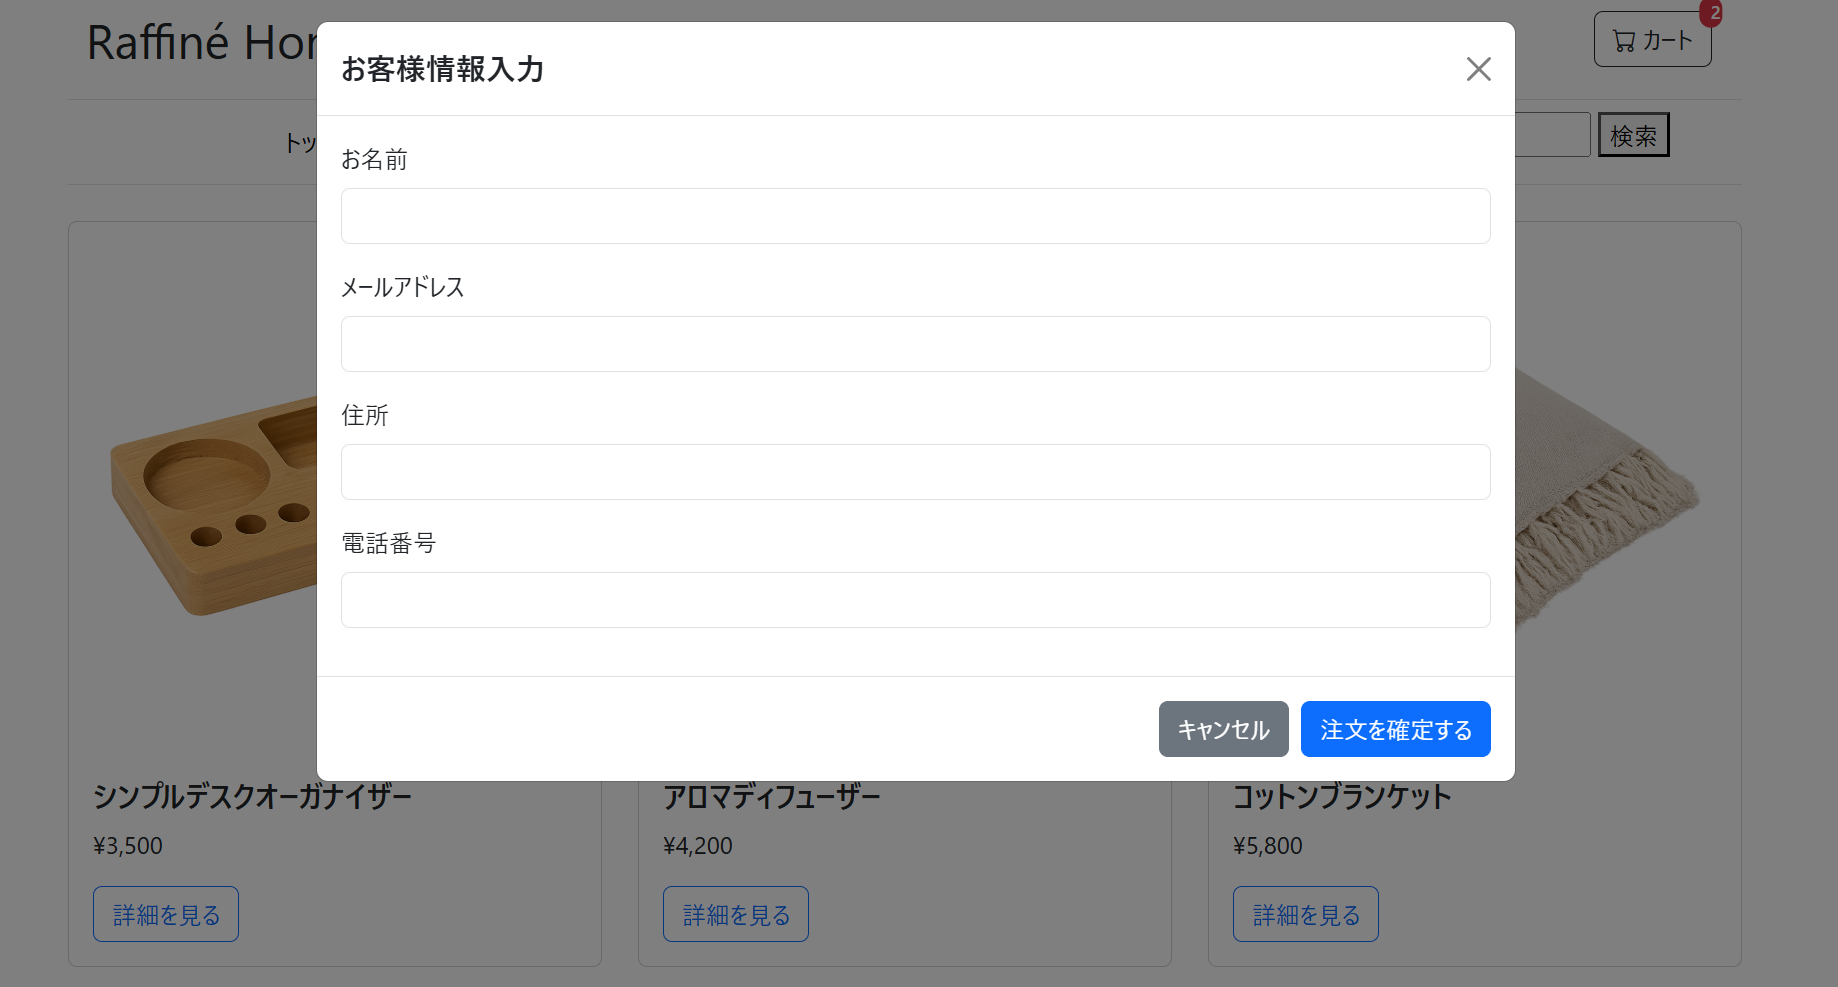 Raffiné Hor
カート
2
お客様情報入力
トッ
検索
お名前
メールアドレス
住所
電話番号
キャンセル
注文を確定する
シンプルデスクオーガナイザー
¥3,500
詳細を見る
アロマディフューザー
¥4,200
詳細を見る
コットンブランケット
¥5,800
詳細を見る